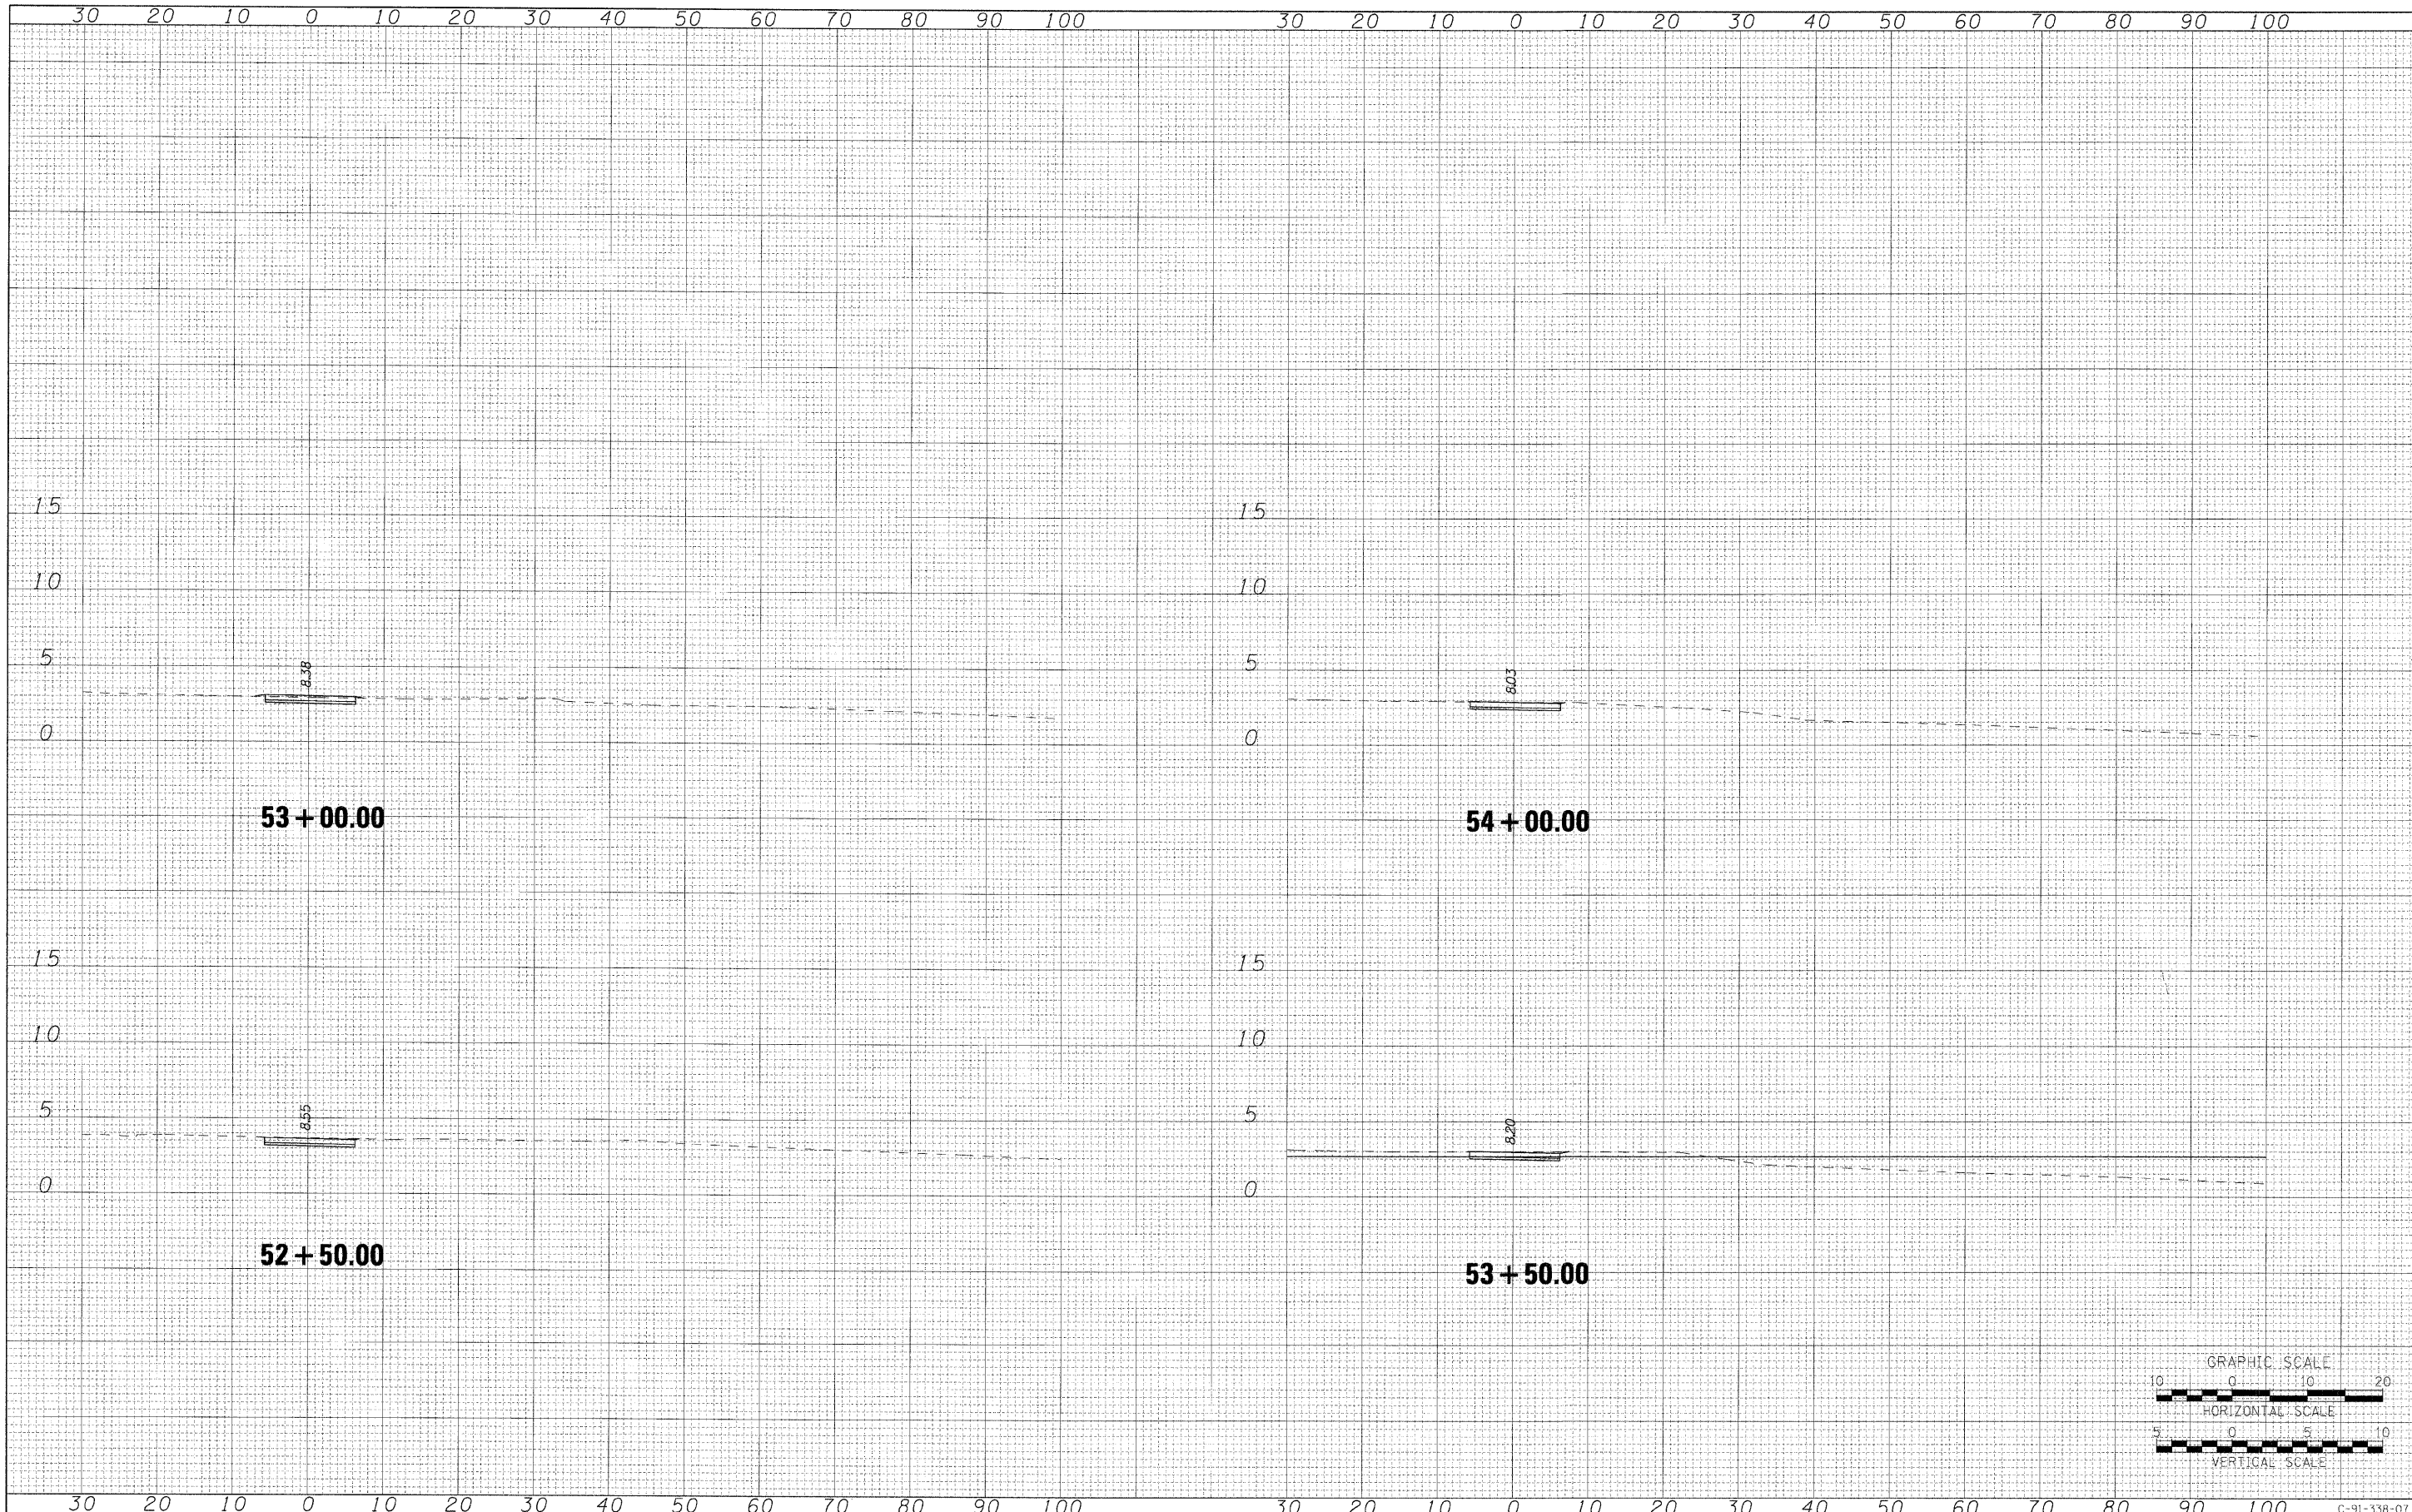 30 20 10 0 10 20 30 40 50 60 70 80 90 100 30 20 10 0 10 20 30 40 50 60 70 80 90 100
15 15
10 10
5 8.38 5 8.03
0 0
53+00.00 54+00.00
15 15
10 10
5 8.55 5 8.20
0 0
52+50.00 53+50.00
GRAPHIC SCALE
10 0 10 20
HORIZONTAL SCALE
5 0 5 10
VERTICAL SCALE
30 20 10 0 10 20 30 40 50 60 70 80 90 100 30 20 10 0 10 20 30 40 50 60 70 80 90 100
C-91-338-07